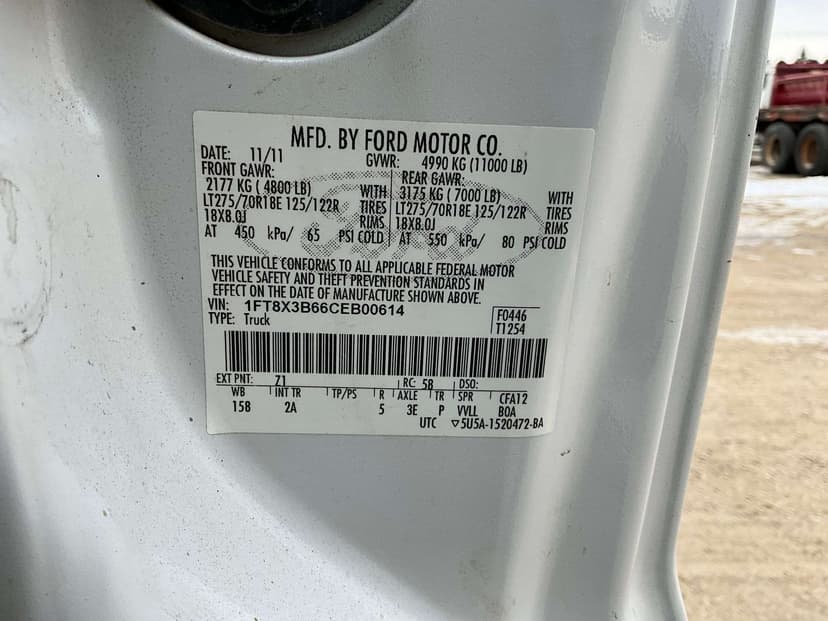 MFD. BY FORD MOTOR CO.
DATE: 11/11 GVWR: 4990 KG (11000 LB)
FRONT GAWR: REAR GAWR:
2177 KG ( 4800 LB) WITH 3175 KG ( 7000 LB) WITH
LT275/70R18E 125/122R TIRES LT275/70R18E 125/122R TIRES
18X8.0J RIMS 18X8.0J RIMS
AT 450 kPa/ 65 PSI COLD AT 550 kPa/ 80 PSI COLD
THIS VEHICLE CONFORMS TO ALL APPLICABLE FEDERAL MOTOR
VEHICLE SAFETY AND THEFT PREVENTION STANDARDS IN
EFFECT ON THE DATE OF MANUFACTURE SHOWN ABOVE.
VIN: 1FT8X3B66CEB00614 F0446
TYPE: Truck T1254
EXT PNT: Z1 RC: 58 DSO:
WB INT TR TP/PS R AXLE TR SPR CFA12
158 2A 5 3E P VVLL BOA
UTC ▽5U5A-1520472-BA